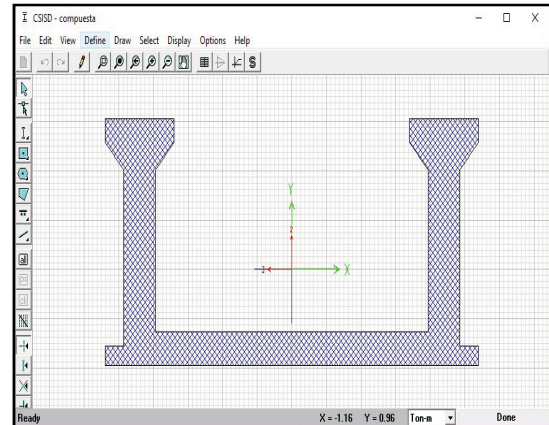 CSISD - compuesta
File Edit View Define Draw Select Display Options Help
Y
2
X
Ready X = -1.16 Y = 0.96 Ton-m Done